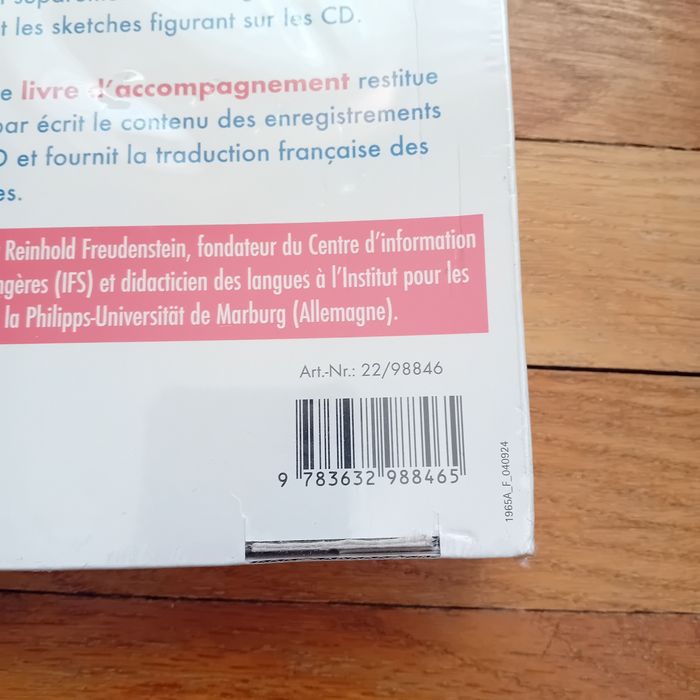 t les sketches figurant sur les CD.
e livre d'accompagnement restitue
par écrit le contenu des enregistrements
D et fournit la traduction française des
es.
Reinhold Freudenstein, fondateur du Centre d'information
ngères (IFS) et didacticien des langues à l'Institut pour les
la Philipps-Universität de Marburg (Allemagne).
Art.-Nr.: 22/98846
9 783632 988465
1965A_F_040924